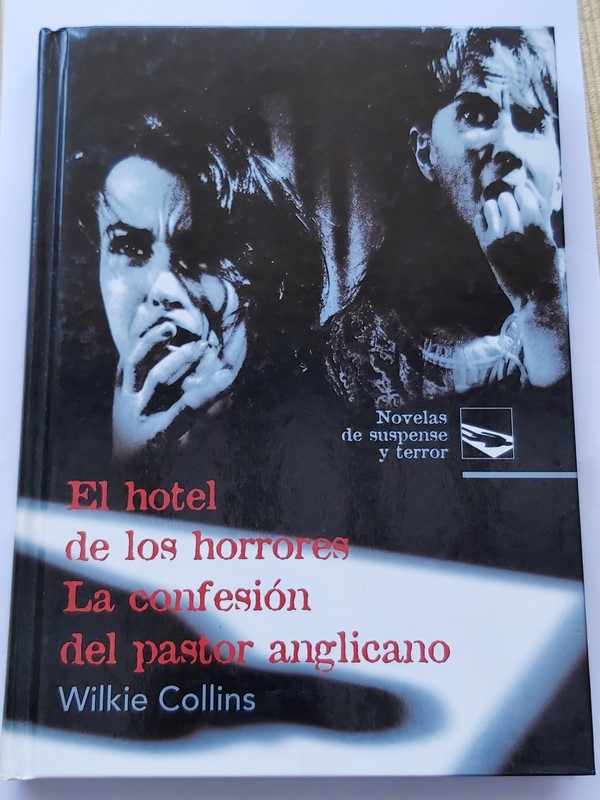 Novelas
de suspense
y terror
El hotel
de los horrores
La confesión
del pastor anglicano
Wilkie Collins